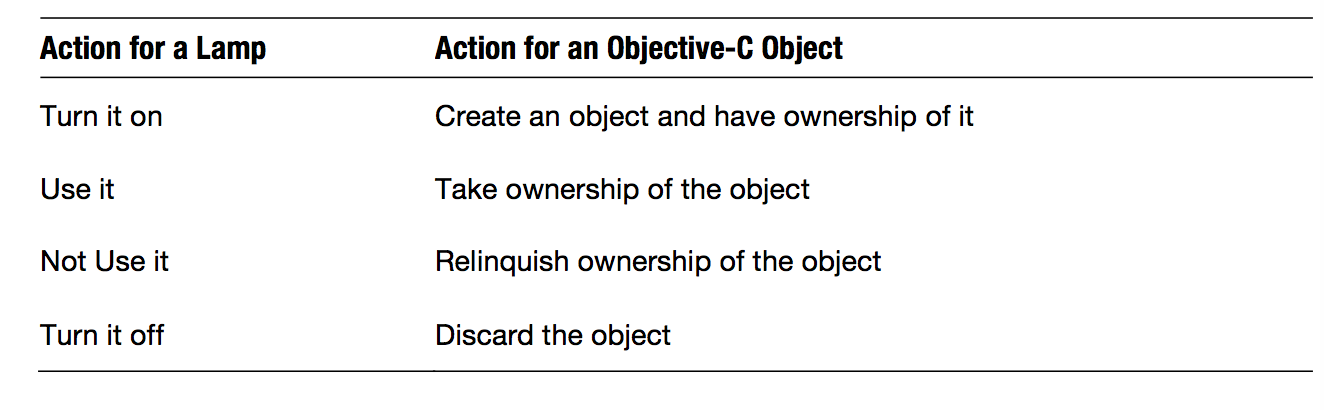 Action for a Lamp Action for an Objective-C Object
Turn it on Create an object and have ownership of it
Use it Take ownership of the object
Not Use it Relinquish ownership of the object
Turn it off Discard the object